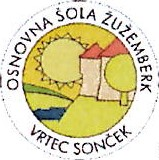 OSNOVNA ŠOLA ŽUŽEMBERK
VRTEC SONČEK